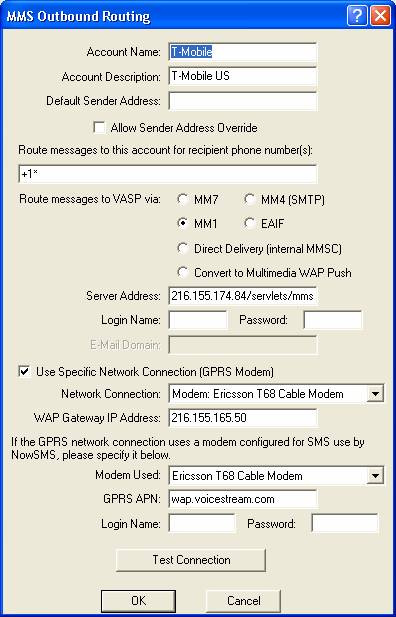 MMS Outbound Routing
Account Name: T-Mobile
Account Description: T-Mobile US
Default Sender Address:
Allow Sender Address Override
Route messages to this account for recipient phone number(s):
+1*
Route messages to VASP via: MM7 MM4 (SMTP)
MM1 EAIF
Direct Delivery (internal MMSC)
Convert to Multimedia WAP Push
Server Address: 216.155.174.84/servlets/mms
Login Name: Password:
E-Mail Domain:
Use Specific Network Connection (GPRS Modem)
Network Connection: Modem: Ericsson T68 Cable Modem
WAP Gateway IP Address: 216.155.165.50
If the GPRS network connection uses a modem configured for SMS use by
NowSMS, please specify it below.
Modem Used: Ericsson T68 Cable Modem
GPRS APN: wap.voicestream.com
Login Name: Password:
Test Connection
OK Cancel